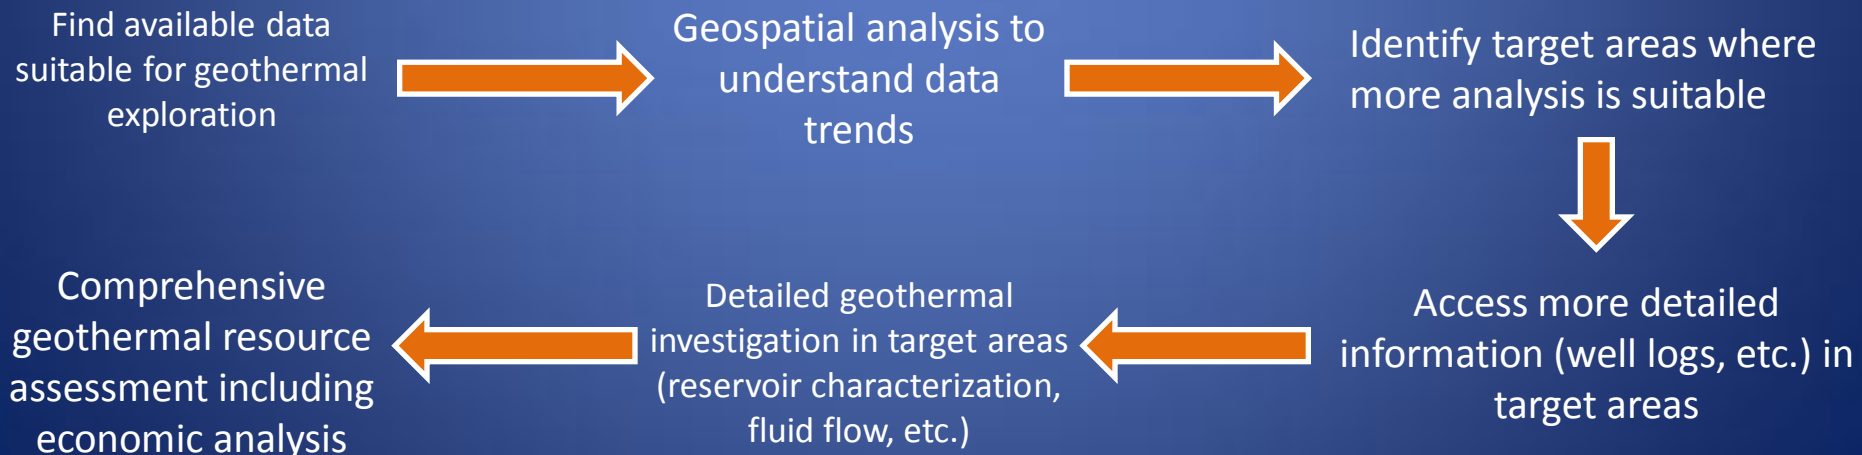 Find available data
suitable for geothermal
exploration
Geospatial analysis to
understand data
trends
Identify target areas where
more analysis is suitable
Access more detailed
information (well logs, etc.) in
target areas
Detailed geothermal
investigation in target areas
(reservoir characterization,
fluid flow, etc.)
Comprehensive
geothermal resource
assessment including
economic analysis